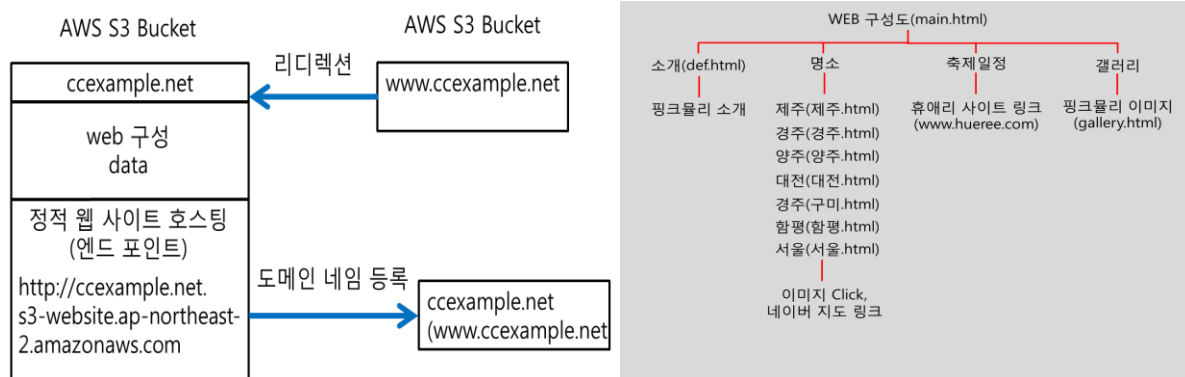 AWS S3 Bucket
AWS S3 Bucket
ccexample.net
리디렉션
www.ccexample.net
web 구성
data
정적 웹 사이트 호스팅
(엔드 포인트)
http://ccexample.net.
s3-website.ap-northeast-
2.amazonaws.com
도메인 네임 등록
ccexample.net
(www.ccexample.net
WEB 구성도(main.html)
소개(def.html)
명소
축제일정
갤러리
핑크뮬리 소개
제주(제주.html)
경주(경주.html)
양주(양주.html)
대전(대전.html)
경주(구미.html)
함평(함평.html)
서울(서울.html)
이미지 Click,
네이버 지도 링크
휴애리 사이트 링크
(www.hueree.com)
핑크뮬리 이미지
(gallery.html)